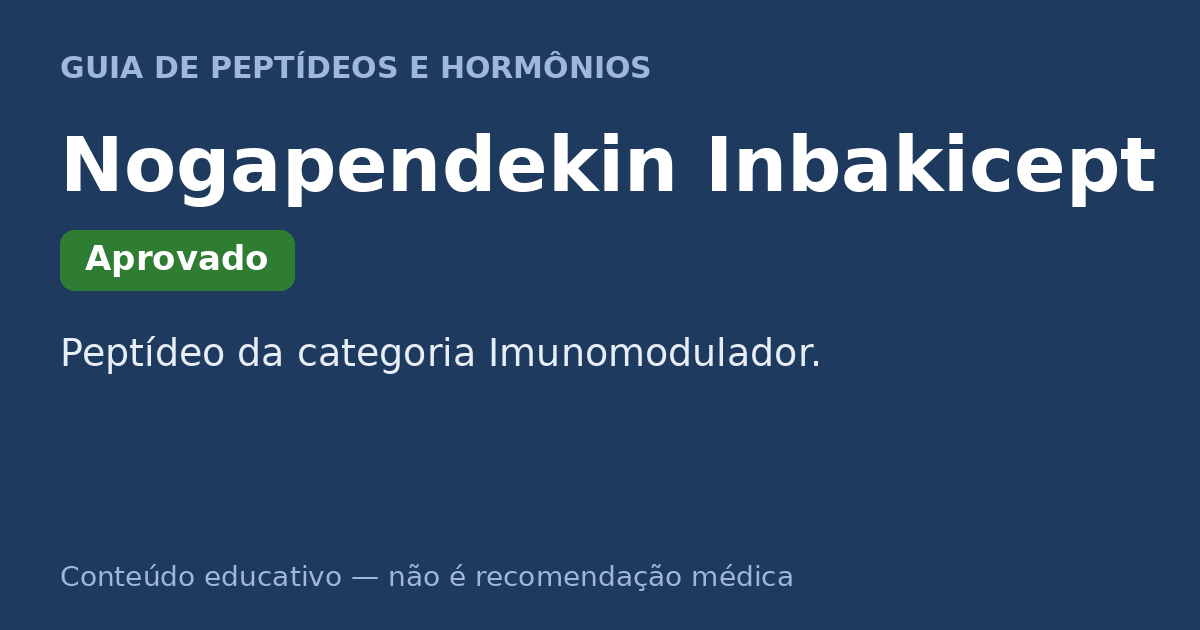 GUIA DE PEPTÍDEOS E HORMÔNIOS
Nogapendekin Inbakicept
Aprovado
Peptídeo da categoria Imunomodulador.
Conteúdo educativo — não é recomendação médica